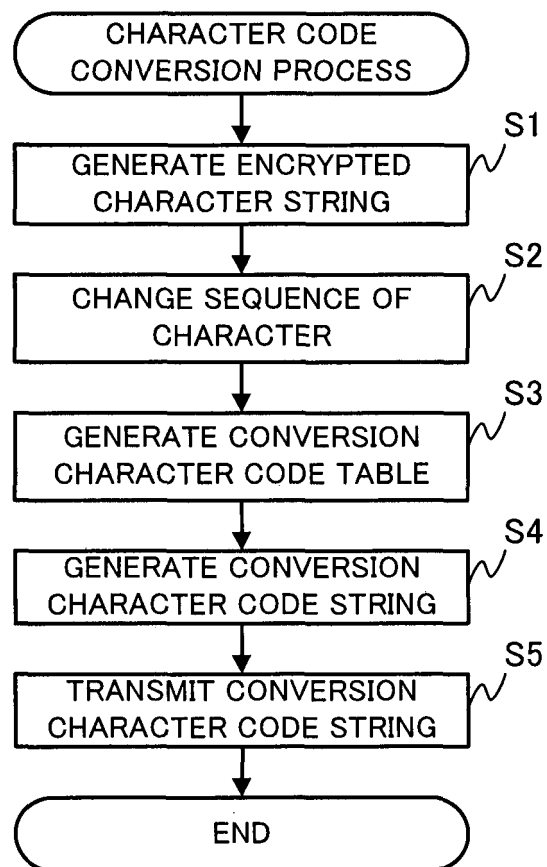 CHARACTER CODE
CONVERSION PROCESS
S1
GENERATE ENCRYPTED
CHARACTER STRING
S2
CHANGE SEQUENCE OF
CHARACTER
S3
GENERATE CONVERSION
CHARACTER CODE TABLE
S4
GENERATE CONVERSION
CHARACTER CODE STRING
S5
TRANSMIT CONVERSION
CHARACTER CODE STRING
END